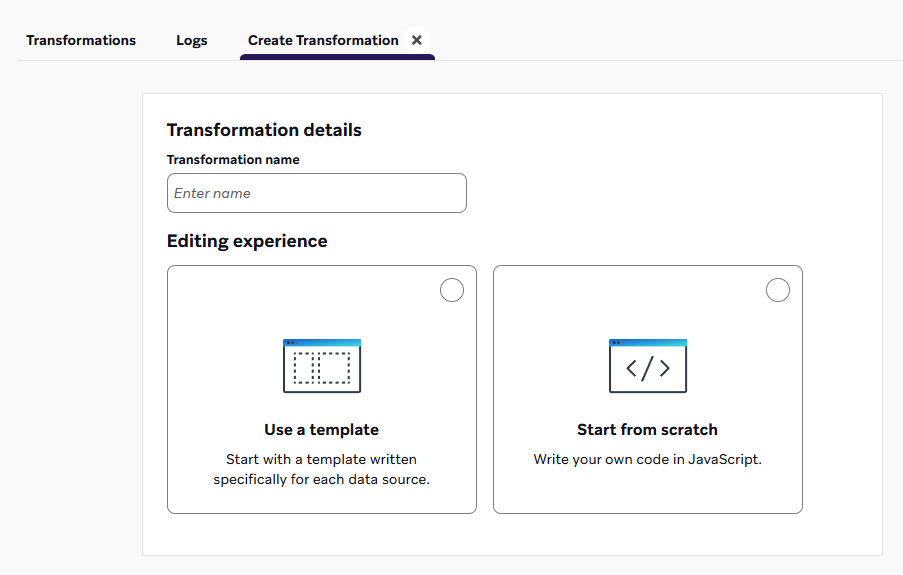 Transformations Logs Create Transformation ×
Transformation details
Transformation name
Enter name
Editing experience
Use a template
Start with a template written
specifically for each data source.
</>
Start from scratch
Write your own code in JavaScript.